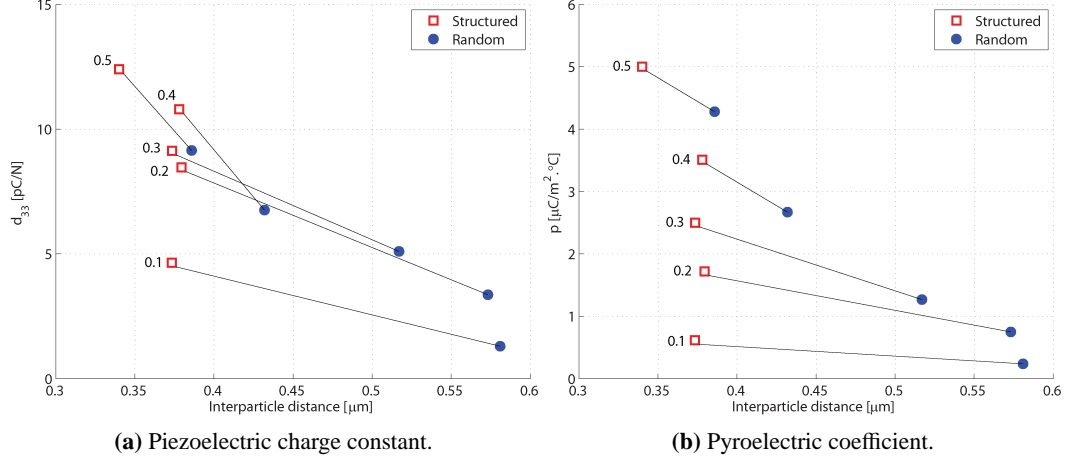 15
10
5
0
d33 [pC/N]
0.5
0.4
0.3
0.2
0.1
Structured
Random
0.3 0.35 0.4 0.45 0.5 0.55 0.6
Interparticle distance [μm]
(a) Piezoelectric charge constant.
6
5
4
3
2
1
0
p [μC/m².°C]
0.5
0.4
0.3
0.2
0.1
Structured
Random
0.3 0.35 0.4 0.45 0.5 0.55 0.6
Interparticle distance [μm]
(b) Pyroelectric coefficient.